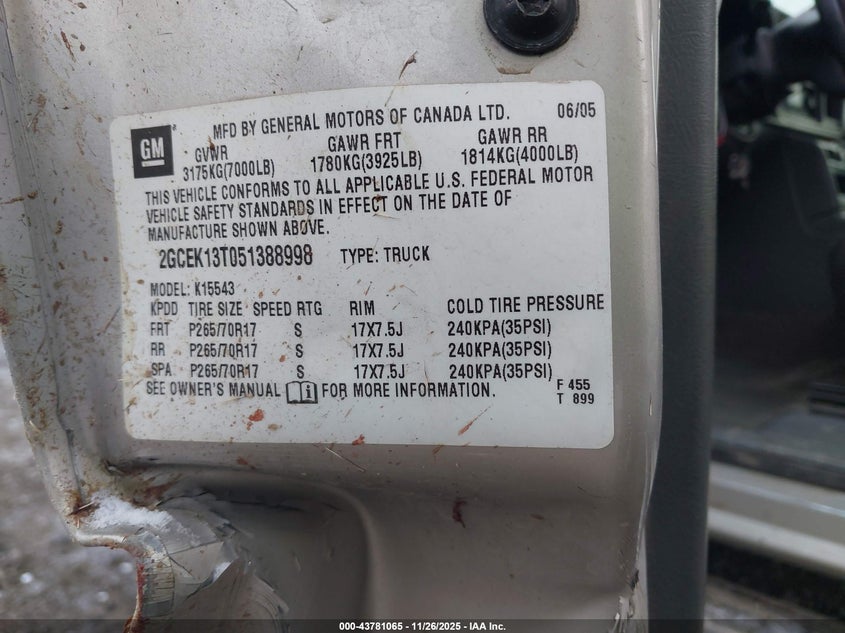 MFD BY GENERAL MOTORS OF CANADA LTD. 06/05
GM
GVWR GAWR FRT GAWR RR
3175KG(7000LB) 1780KG(3925LB) 1814KG(4000LB)
THIS VEHICLE CONFORMS TO ALL APPLICABLE U.S. FEDERAL MOTOR
VEHICLE SAFETY STANDARDS IN EFFECT ON THE DATE OF
MANUFACTURE SHOWN ABOVE.
2GCEK13T051388998 TYPE: TRUCK
MODEL: K15543
KPDD TIRE SIZE SPEED RTG RIM COLD TIRE PRESSURE
FRT P265/70R17 S 17X7.5J 240KPA(35PSI)
RR P265/70R17 S 17X7.5J 240KPA(35PSI)
SPA P265/70R17 S 17X7.5J 240KPA(35PSI)
SEE OWNER'S MANUAL FOR MORE INFORMATION. F 455
T 899
000-43781065 - 11/26/2025 - IAA Inc.